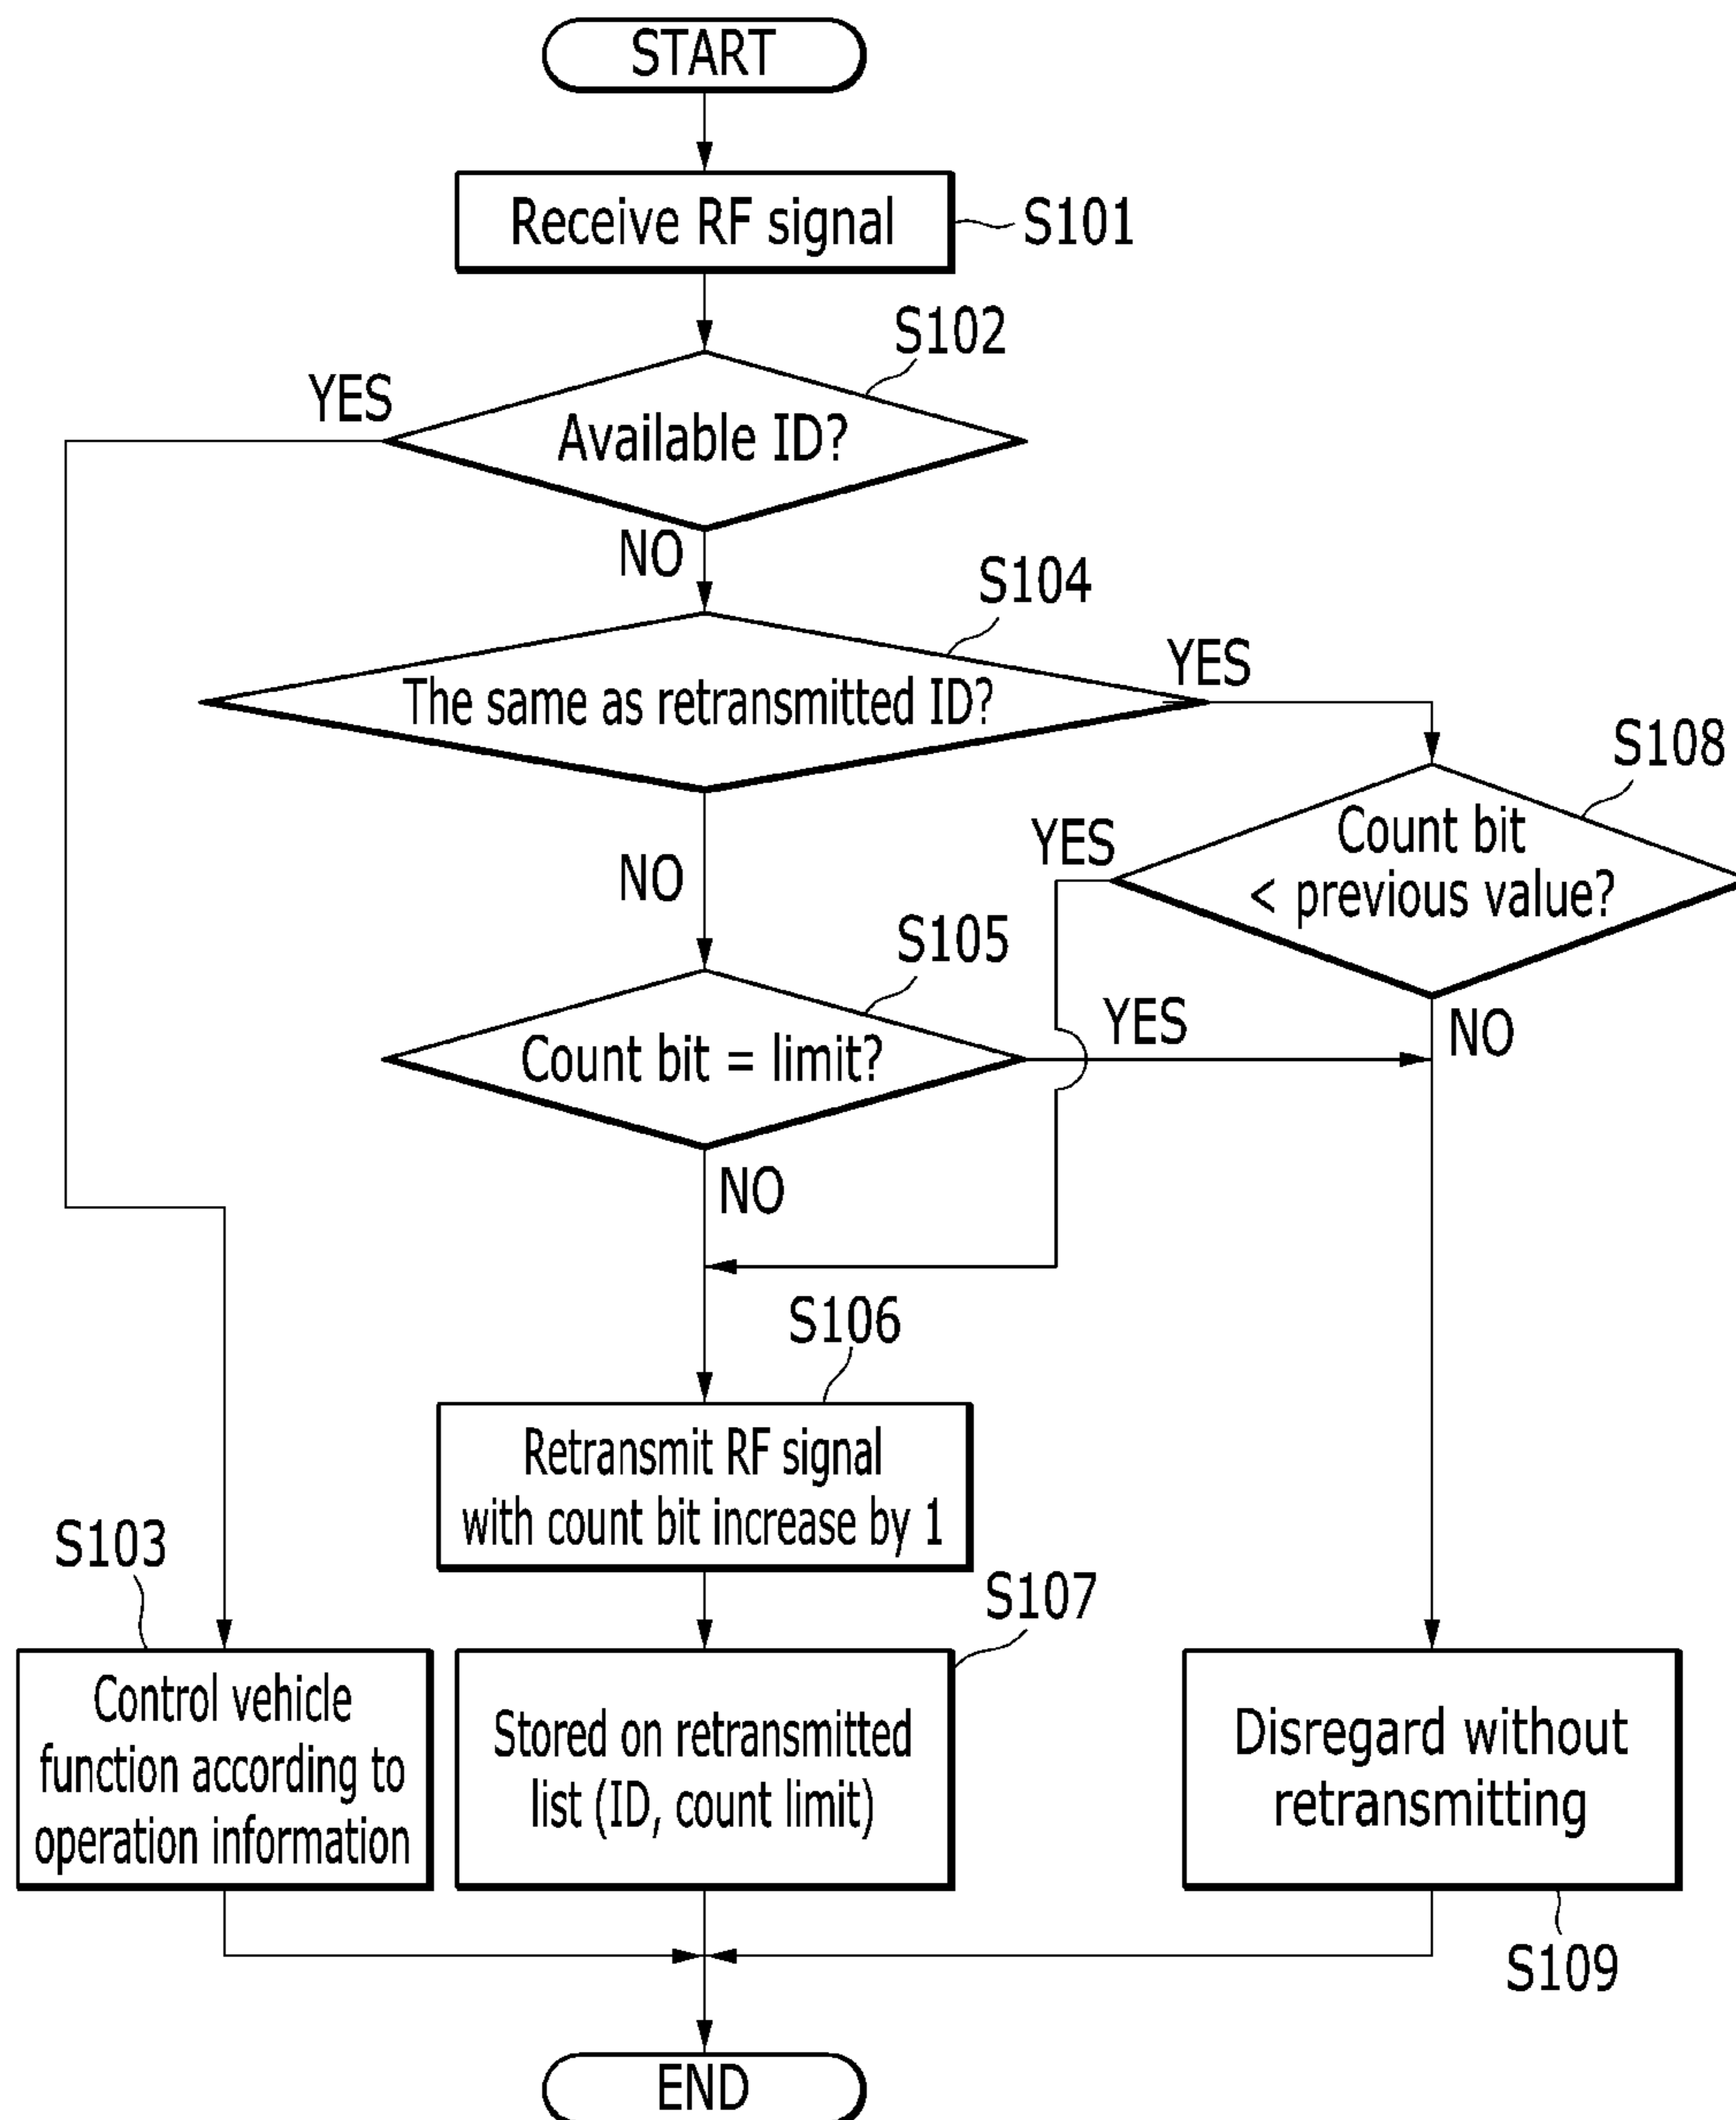 START
Receive RF signal
S101
S102
YES
Available ID?
NO
S104
YES
The same as retransmitted ID?
S108
Count bit
< previous value?
YES
NO
S105
YES
NO
Count bit = limit?
NO
S106
Retransmit RF signal
with count bit increase by 1
S103
S107
Control vehicle
function according to
operation information
Stored on retransmitted
list (ID, count limit)
Disregard without
retransmitting
S109
END